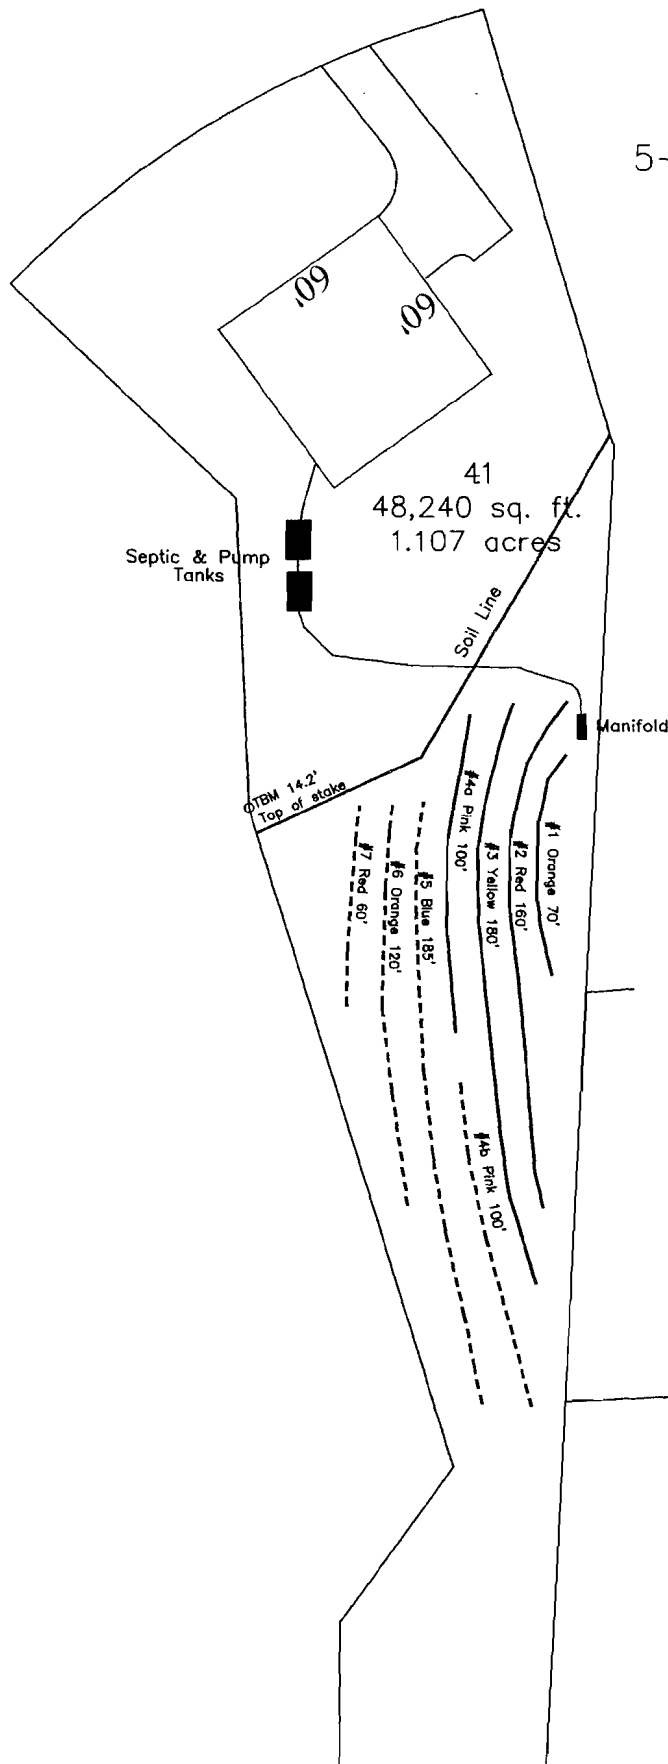 5-
60'
60'
41
48,240 sq. ft.
1.107 acres
Septic & Pump
Tanks
Soil Line
Manifold
TBM 14.2'
Top of stake
#4a Pink 100'
#3 Yellow 180'
#2 Red 160'
#1 Orange 70'
#7 Red 60'
#6 Orange 120'
#5 Blue 185'
#4b Pink 100'